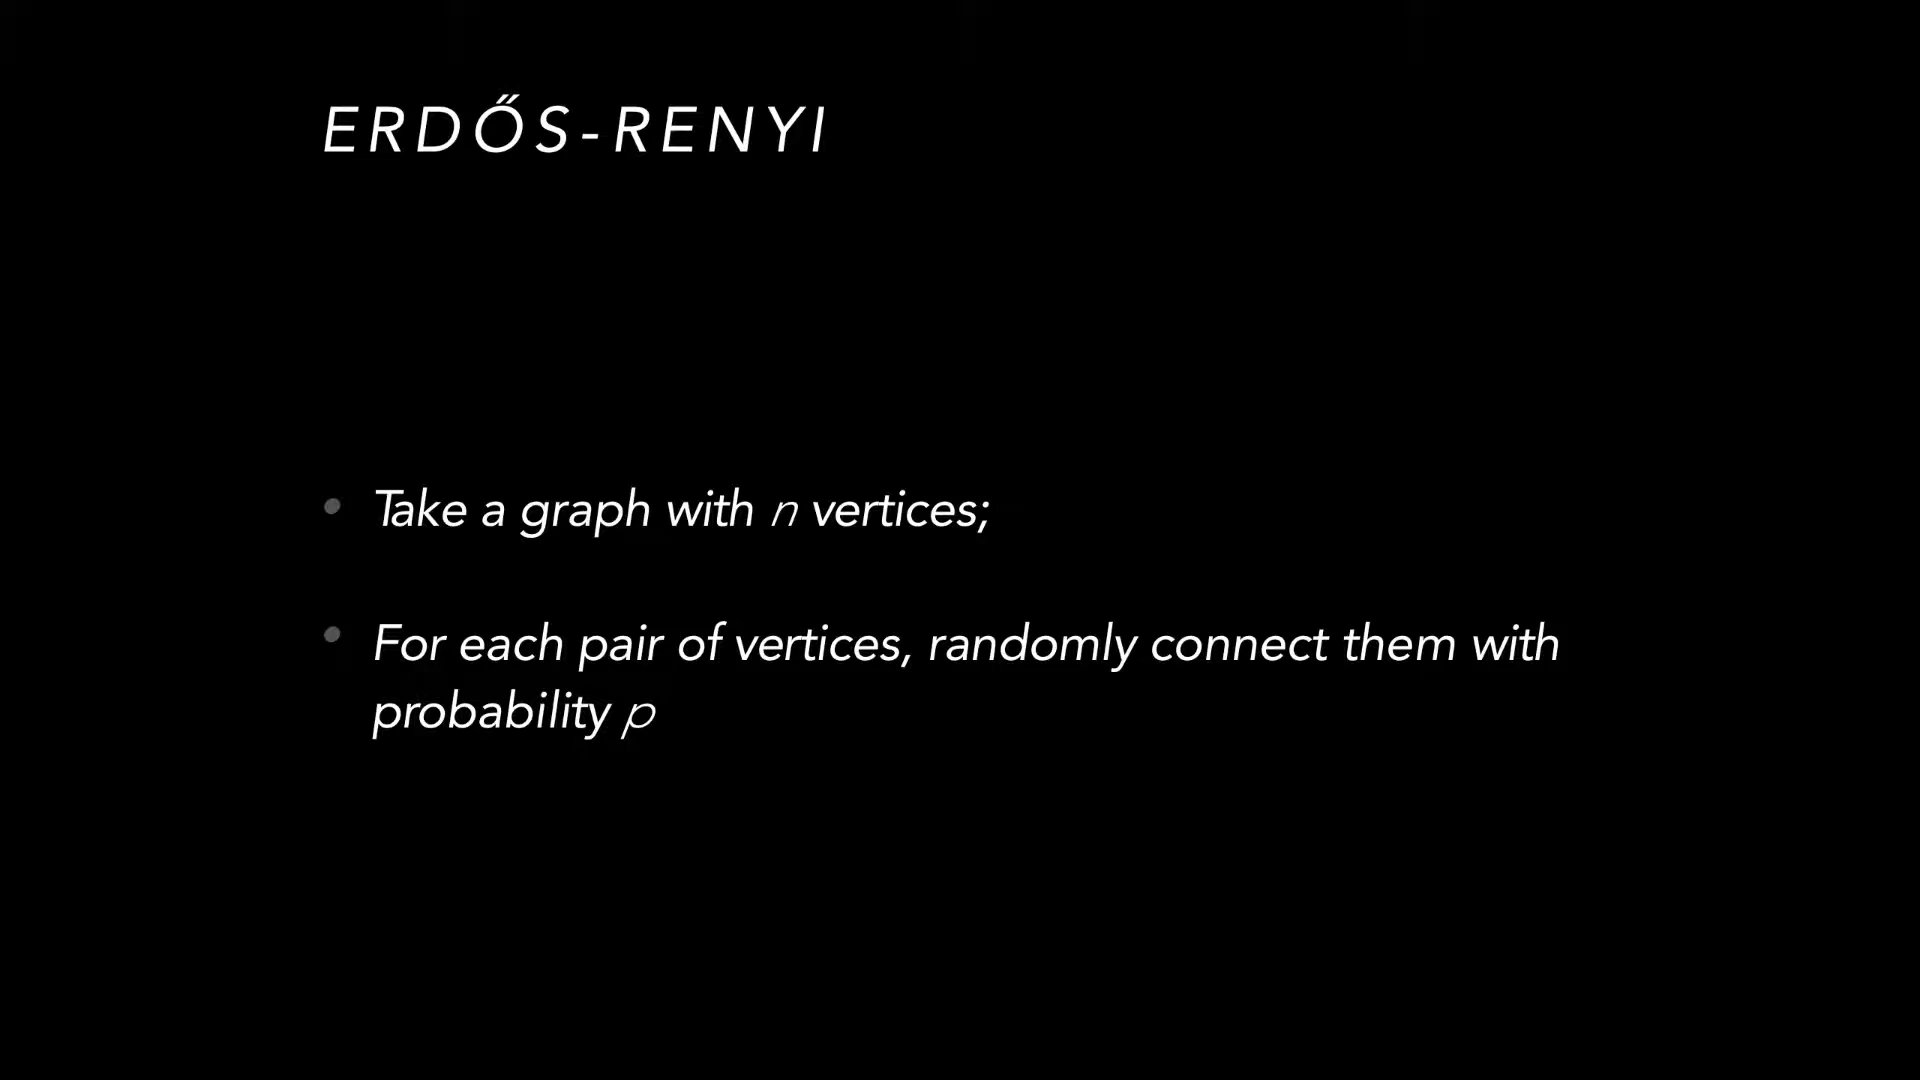 ERDŐS-RENYI
• Take a graph with n vertices;
• For each pair of vertices, randomly connect them with
probability p